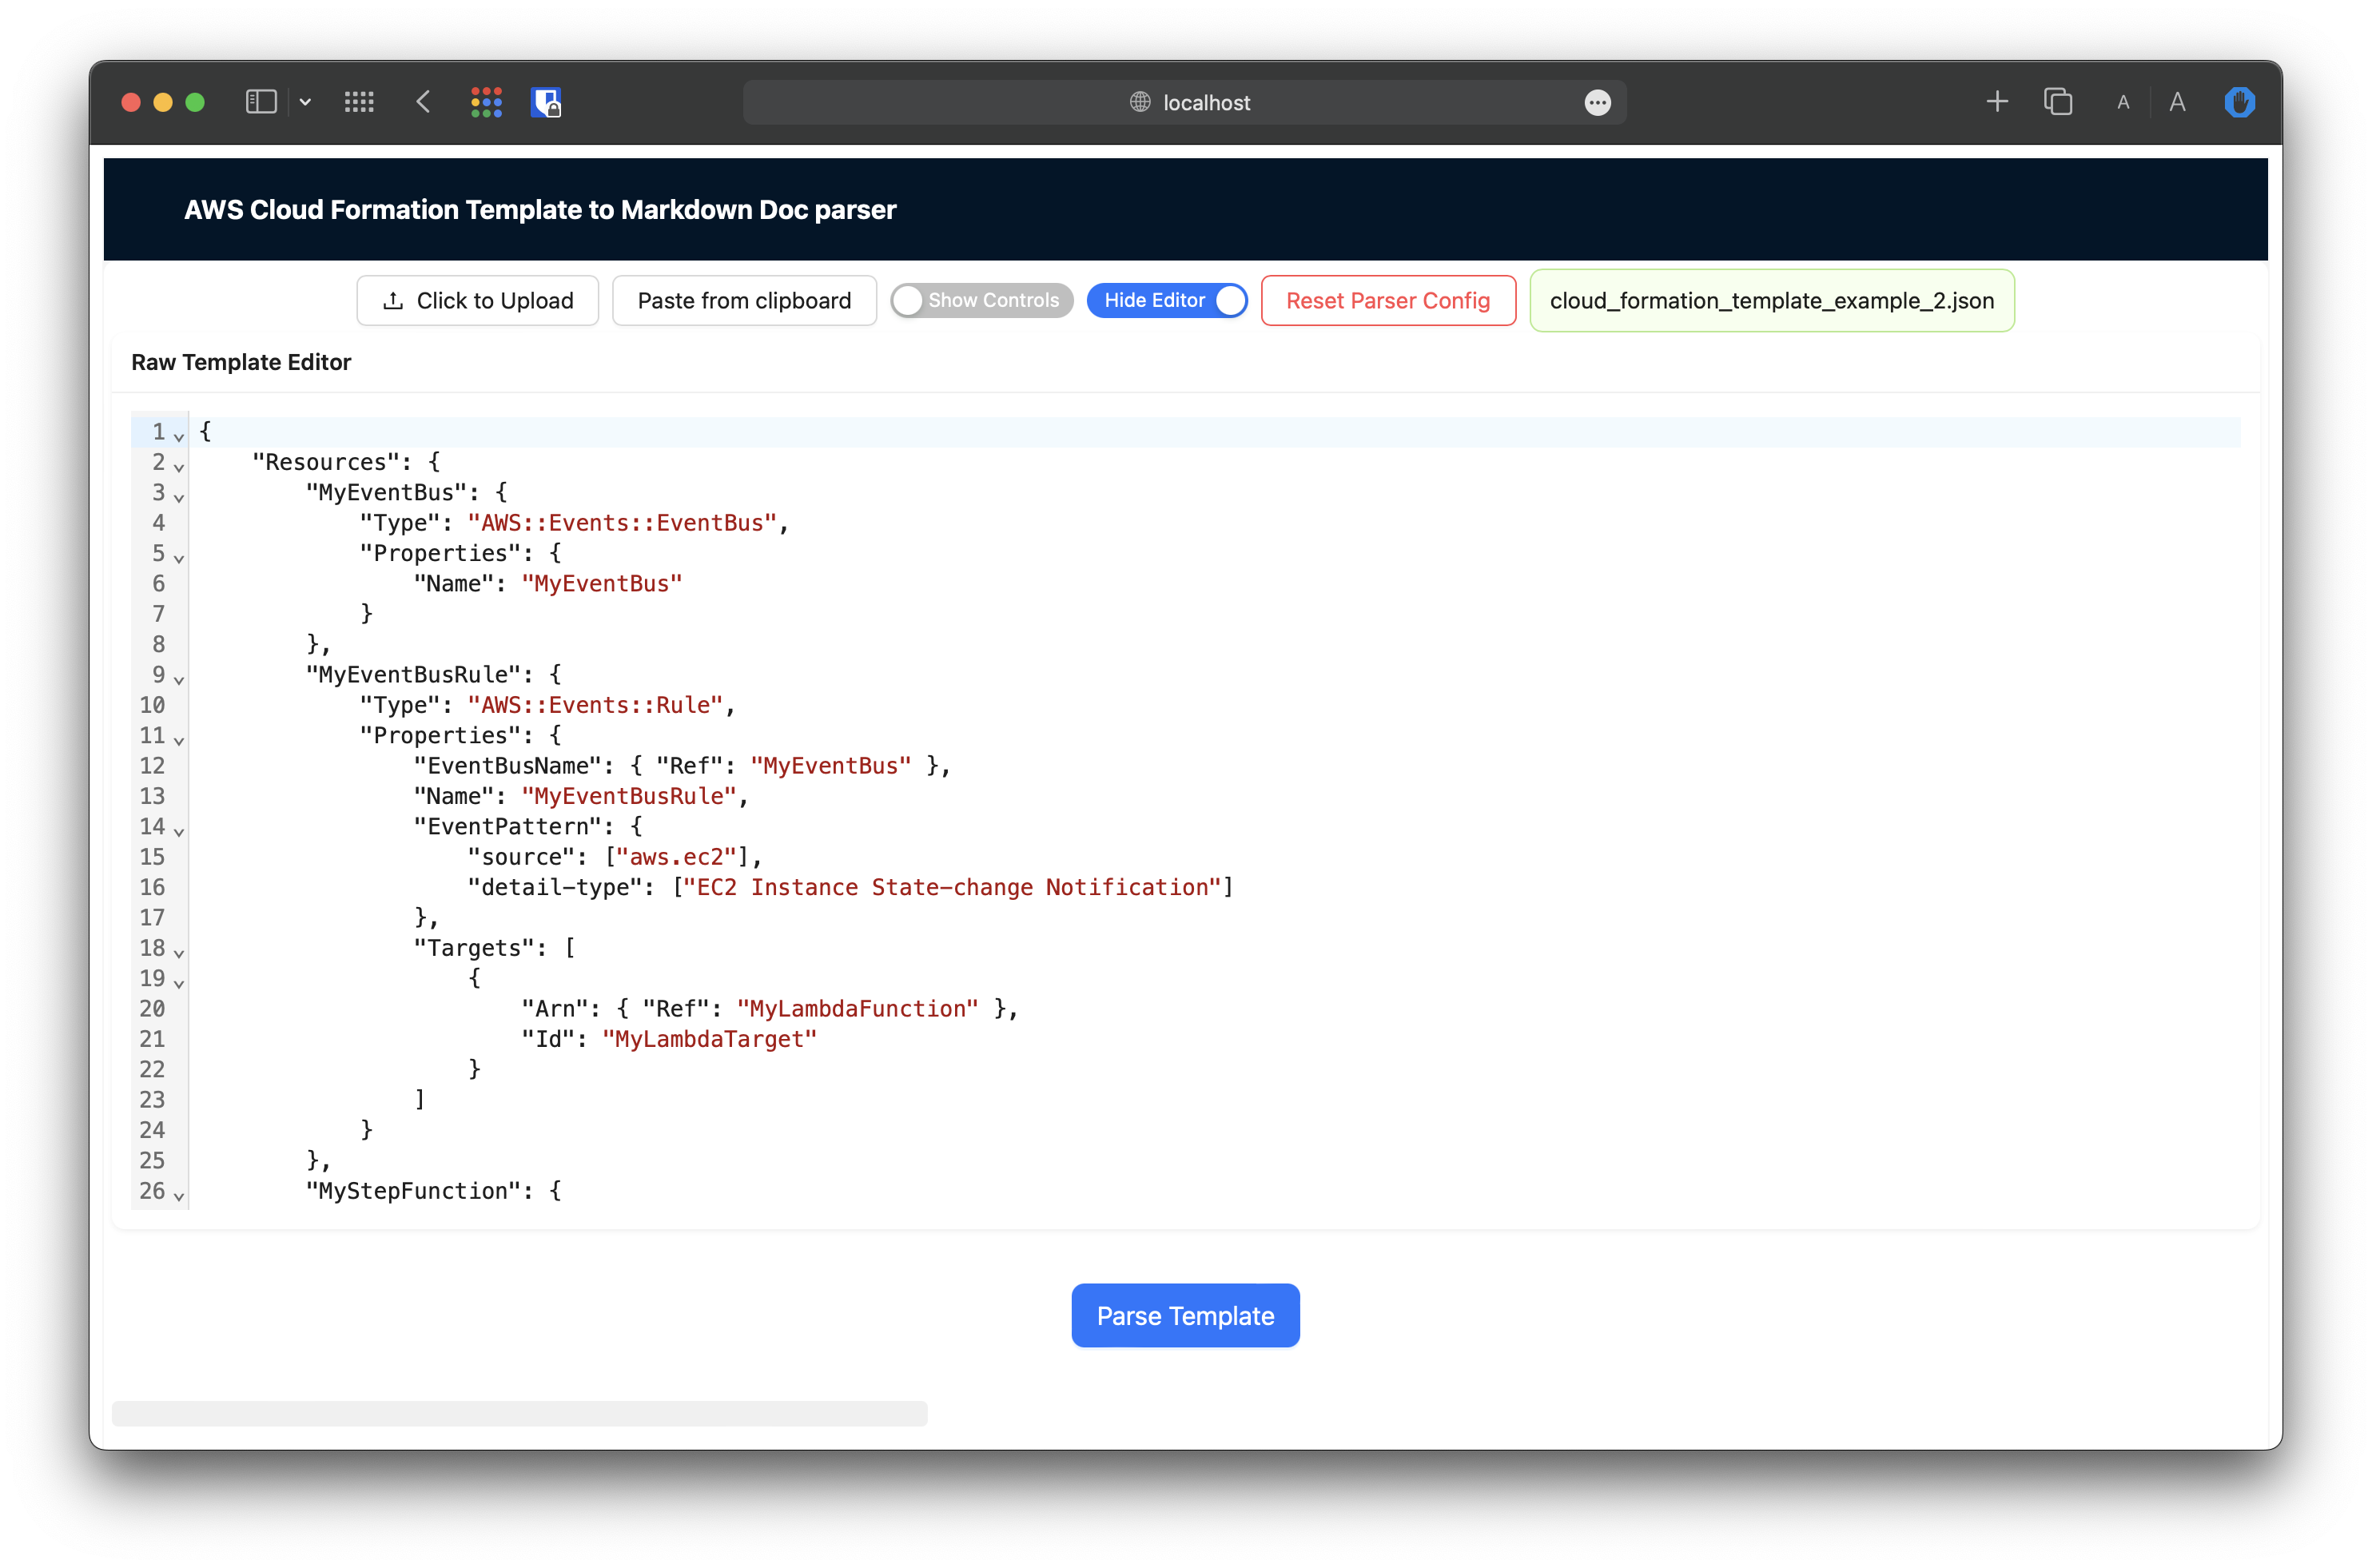 localhost
A A
AWS Cloud Formation Template to Markdown Doc parser
Click to Upload Paste from clipboard Show Controls Hide Editor Reset Parser Config cloud_formation_template_example_2.json
Raw Template Editor
1 {
2     "Resources": {
3         "MyEventBus": {
4             "Type": "AWS::Events::EventBus",
5             "Properties": {
6                 "Name": "MyEventBus"
7             }
8         },
9         "MyEventBusRule": {
10             "Type": "AWS::Events::Rule",
11             "Properties": {
12                 "EventBusName": { "Ref": "MyEventBus" },
13                 "Name": "MyEventBusRule",
14                 "EventPattern": {
15                     "source": ["aws.ec2"],
16                     "detail-type": ["EC2 Instance State-change Notification"]
17                 },
18                 "Targets": [
19                     {
20                         "Arn": { "Ref": "MyLambdaFunction" },
21                         "Id": "MyLambdaTarget"
22                     }
23                 ]
24             }
25         },
26         "MyStepFunction": {
Parse Template